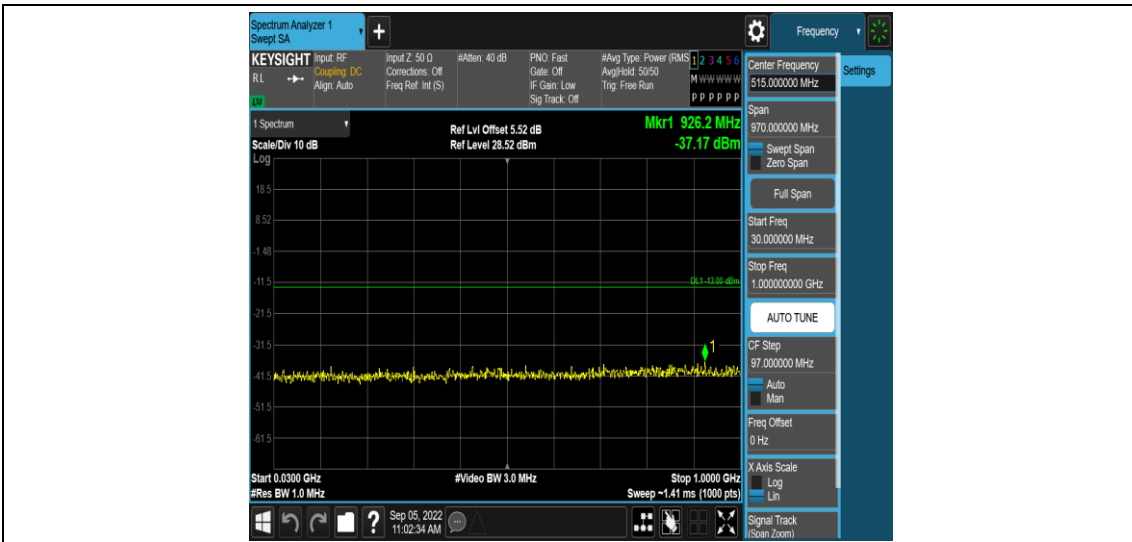 Spectrum Analyzer 1
Swept SA
+
Frequency
KEYSIGHT
RL
LXI
Input: RF
Coupling: DC
Align: Auto
Input Z: 50 Ω
Corrections: Off
Freq Ref: Int (S)
#Atten: 40 dB
PNO: Fast
Gate: Off
IF Gain: Low
Sig Track: Off
#Avg Type: Power (RMS
Avg|Hold: 50/50
Trig: Free Run
1 2 3 4 5 6
M W W W W W
P P P P P P
1 Spectrum
Scale/Div 10 dB
Log
Ref Lvl Offset 5.52 dB
Ref Level 28.52 dBm
Mkr1 926.2 MHz
-37.17 dBm
18.5
8.52
-1.48
-11.5
DL1 -13.00 dBm
-21.5
-31.5
1
-41.5
-51.5
-61.5
Start 0.0300 GHz
#Res BW 1.0 MHz
#Video BW 3.0 MHz
Stop 1.0000 GHz
Sweep ~1.41 ms (1000 pts)
Sep 05, 2022
11:02:34 AM
?
Center Frequency
515.000000 MHz
Settings
Span
970.000000 MHz
Swept Span
Zero Span
Full Span
Start Freq
30.000000 MHz
Stop Freq
1.000000000 GHz
AUTO TUNE
CF Step
97.000000 MHz
Auto
Man
Freq Offset
0 Hz
X Axis Scale
Log
Lin
Signal Track
(Span Zoom)